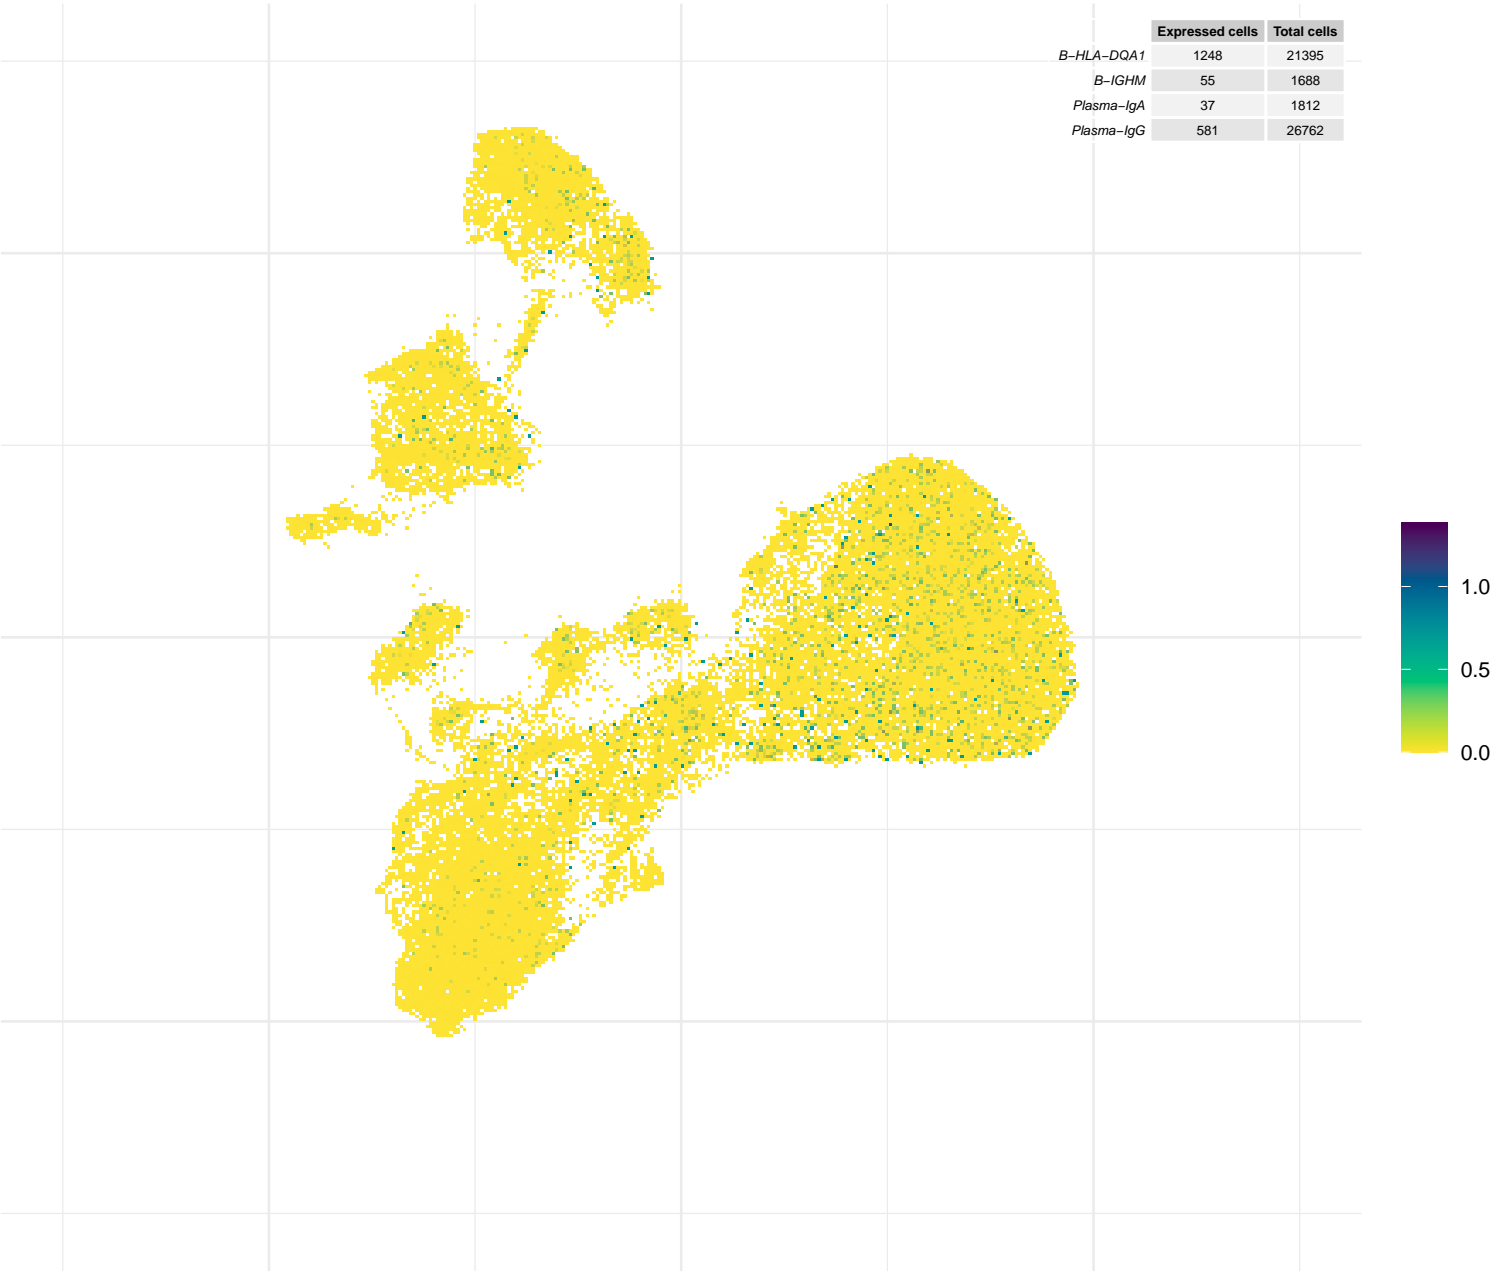 Expressed cells Total cells
B−HLA−DQA1 1248 21395
B−IGHM 55 1688
Plasma−IgA 37 1812
Plasma−IgG 581 26762
1.0
0.5
0.0